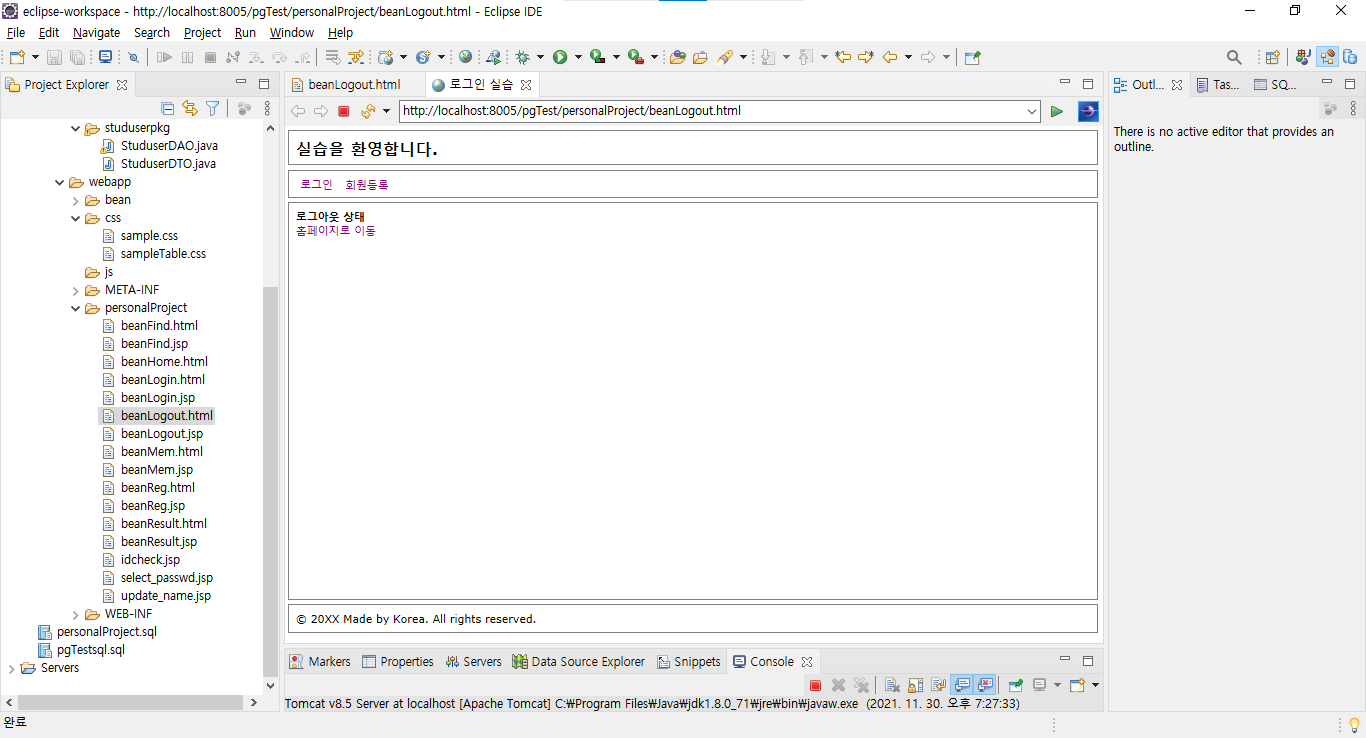 eclipse-workspace - http://localhost:8005/pgTest/personalProject/beanLogout.html - Eclipse IDE
File Edit Navigate Search Project Run Window Help
Project Explorer
studuserpkg
StuduserDAO.java
StuduserDTO.java
webapp
bean
css
sample.css
sampleTable.css
js
META-INF
personalProject
beanFind.html
beanFind.jsp
beanHome.html
beanLogin.html
beanLogin.jsp
beanLogout.html
beanLogout.jsp
beanMem.html
beanMem.jsp
beanReg.html
beanReg.jsp
beanResult.html
beanResult.jsp
idcheck.jsp
select_passwd.jsp
update_name.jsp
WEB-INF
personalProject.sql
pgTestsql.sql
Servers
beanLogout.html 로그인 실습
http://localhost:8005/pgTest/personalProject/beanLogout.html
실습을 환영합니다.
로그인 회원등록
로그아웃 상태
홈페이지로 이동
© 20XX Made by Korea. All rights reserved.
Markers Properties Servers Data Source Explorer Snippets Console
Tomcat v8.5 Server at localhost [Apache Tomcat] C:₩Program Files₩Java₩jdk1.8.0_71₩jre₩bin₩javaw.exe (2021. 11. 30. 오후 7:27:33)
Outl... Tas... SQ...
There is no active editor that provides an
outline.
완료